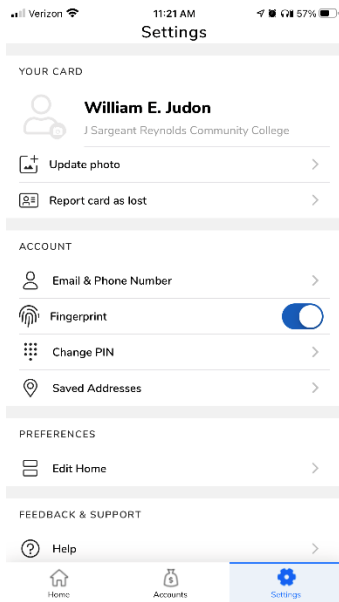 Verizon 11:21 AM 57%
Settings
YOUR CARD
William E. Judon
J Sargeant Reynolds Community College
Update photo
Report card as lost
ACCOUNT
Email & Phone Number
Fingerprint
Change PIN
Saved Addresses
PREFERENCES
Edit Home
FEEDBACK & SUPPORT
Help
Home Accounts Settings